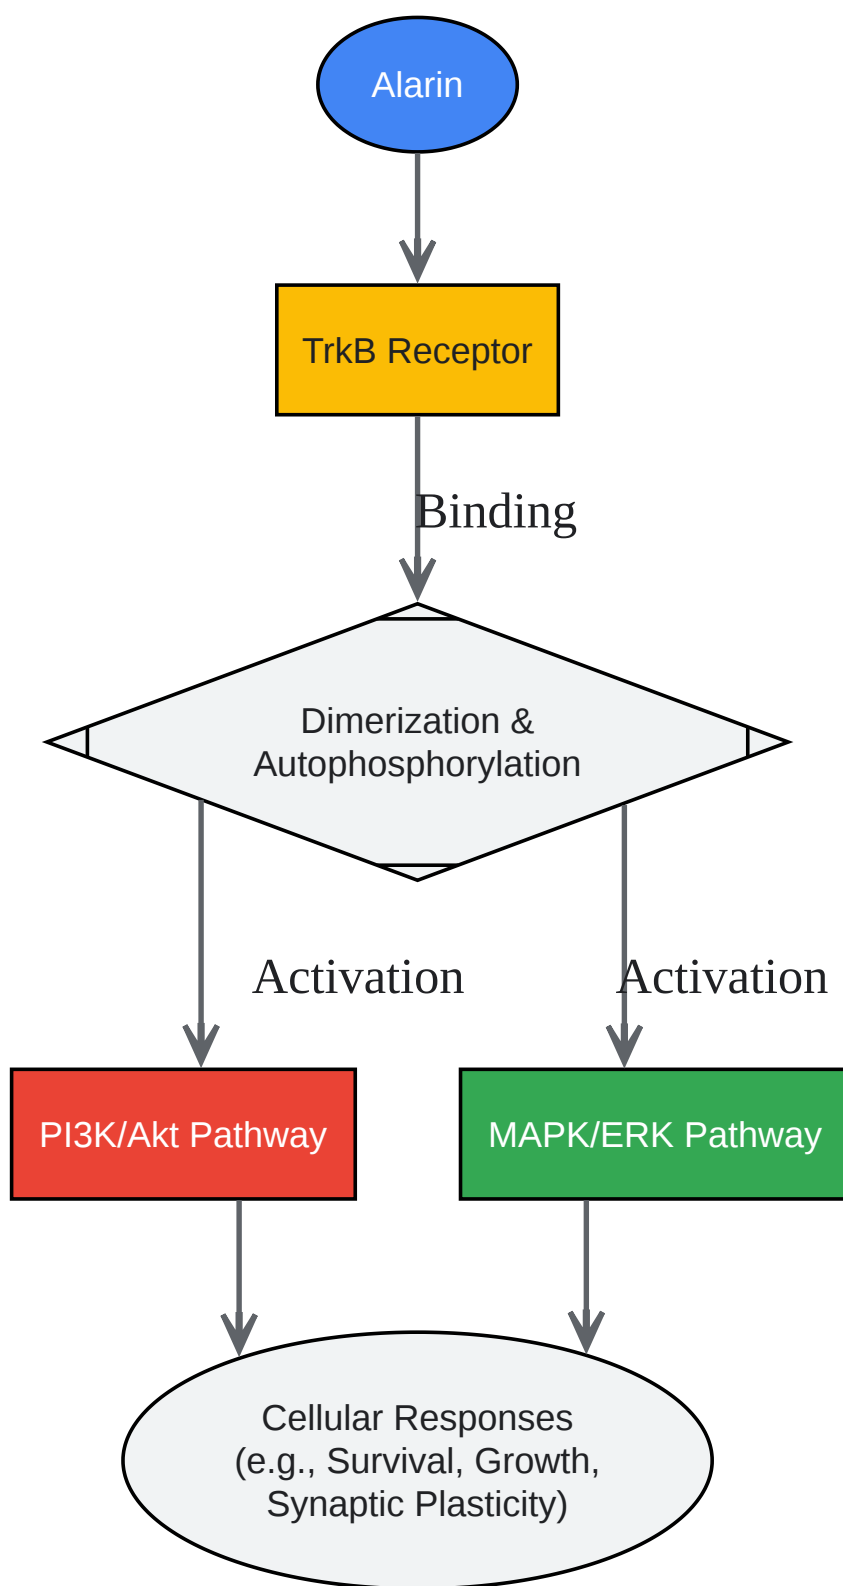 Alarin
TrkB Receptor
Binding
Dimerization &
Autophosphorylation
Activation
Activation
PI3K/Akt Pathway
MAPK/ERK Pathway
Cellular Responses
(e.g., Survival, Growth,
Synaptic Plasticity)